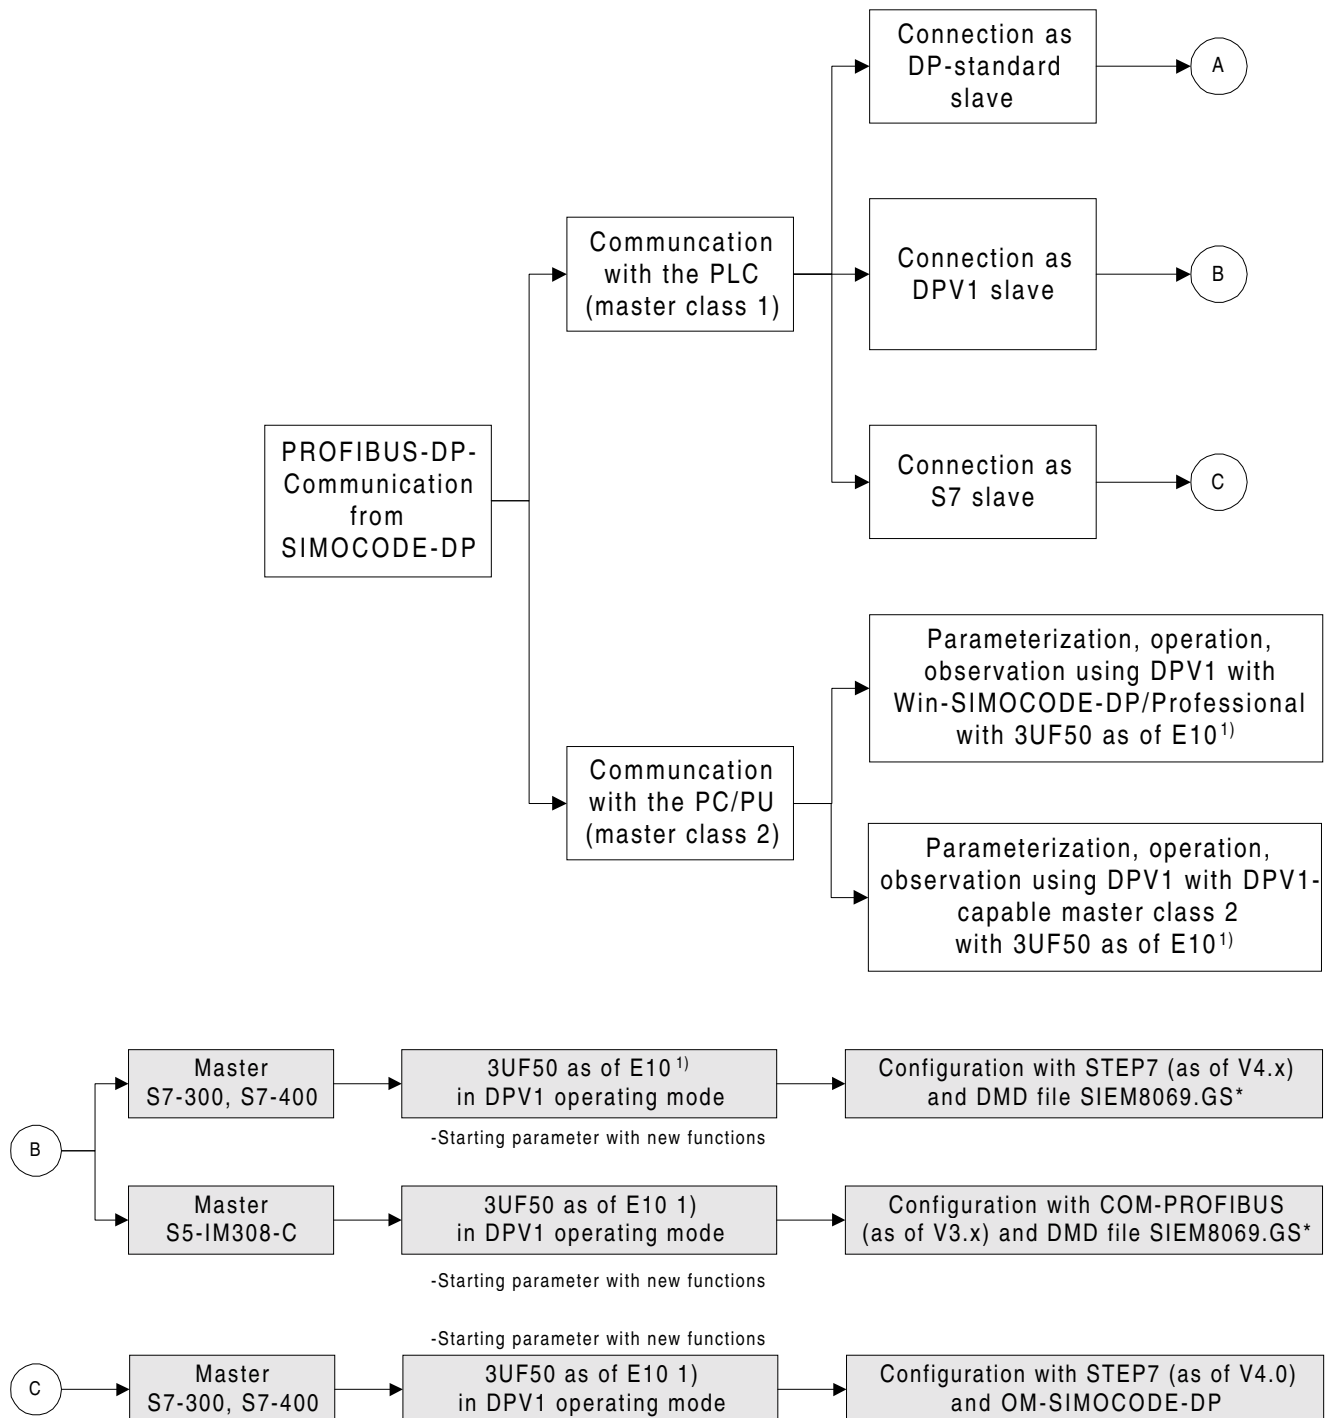 Connection as
DP-standard
slave
A
Communcation
with the PLC
(master class 1)
Connection as
DPV1 slave
B
PROFIBUS-DP-
Communication
from
SIMOCODE-DP
Connection as
S7 slave
C
Parameterization, operation,
observation using DPV1 with
Win-SIMOCODE-DP/Professional
with 3UF50 as of E10 1)
Communcation
with the PC/PU
(master class 2)
Parameterization, operation,
observation using DPV1 with DPV1-
capable master class 2
with 3UF50 as of E10 1)
B
Master
S7-300, S7-400
3UF50 as of E10 1)
in DPV1 operating mode
-Starting parameter with new functions
Configuration with STEP7 (as of V4.x)
and DMD file SIEM8069.GS*
Master
S5-IM308-C
3UF50 as of E10 1)
in DPV1 operating mode
-Starting parameter with new functions
Configuration with COM-PROFIBUS
(as of V3.x) and DMD file SIEM8069.GS*
C
Master
S7-300, S7-400
-Starting parameter with new functions
3UF50 as of E10 1)
in DPV1 operating mode
Configuration with STEP7 (as of V4.0)
and OM-SIMOCODE-DP